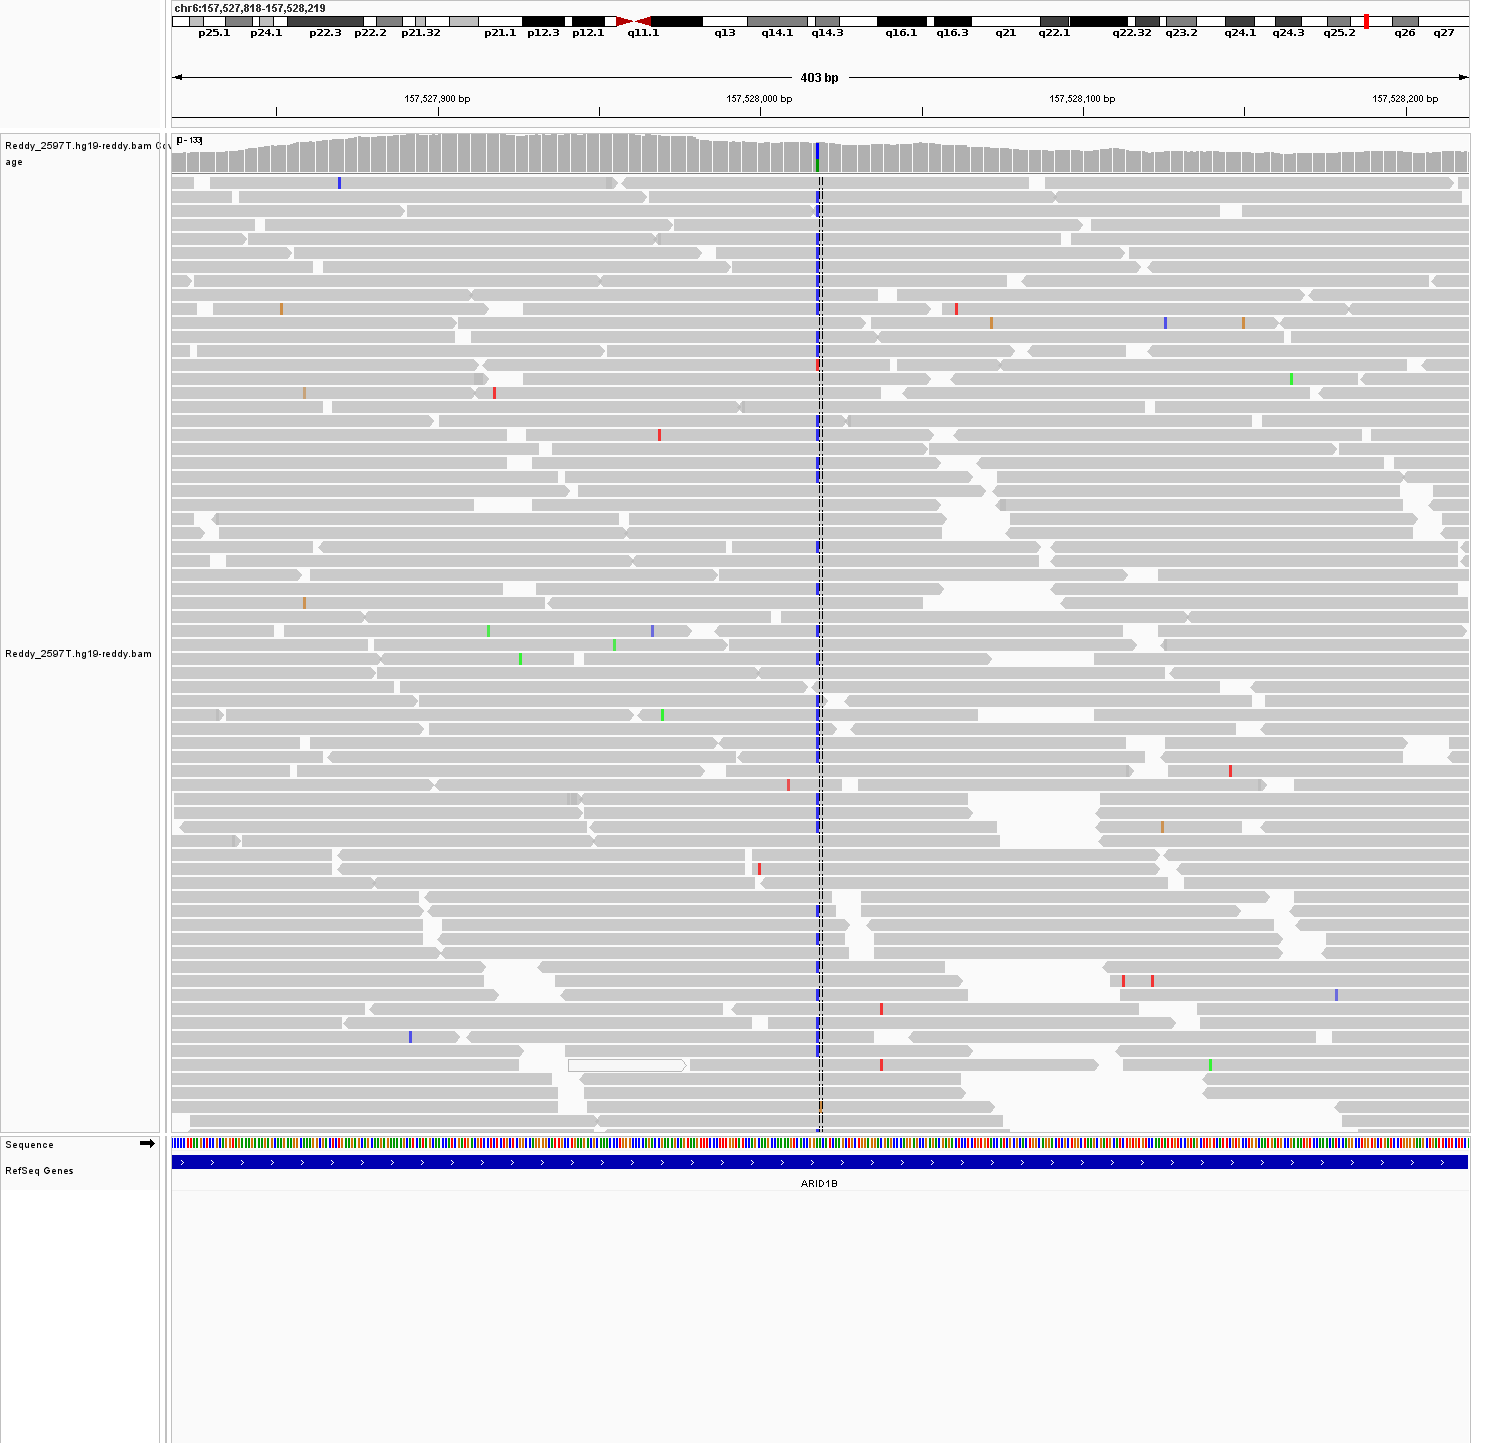 chr6:157,527,818-157,528,219
p25.1 p24.1 p22.3 p22.2 p21.32 p21.1 p12.3 p12.1 q11.1 q13 q14.1 q14.3 q16.1 q16.3 q21 q22.1 q22.32 q23.2 q24.1 q24.3 q25.2 q26 q27
403 bp
157,527,900 bp 157,528,000 bp 157,528,100 bp 157,528,200 bp
[0 - 133]
Reddy_2597T.hg19-reddy.bam Cov
age
Reddy_2597T.hg19-reddy.bam
Sequence
RefSeq Genes
ARID1B